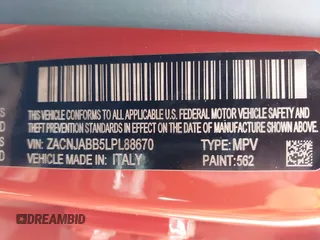 THIS VEHICLE CONFORMS TO ALL APPLICABLE U.S. FEDERAL MOTOR VEHICLE SAFETY AND
THEFT PREVENTION STANDARDS IN EFFECT ON THE DATE OF MANUFACTURE SHOWN ABOVE.
VIN: ZACNJABB5LPL88670 TYPE: MPV
VEHICLE MADE IN: ITALY PAINT: 562
DREAMBID